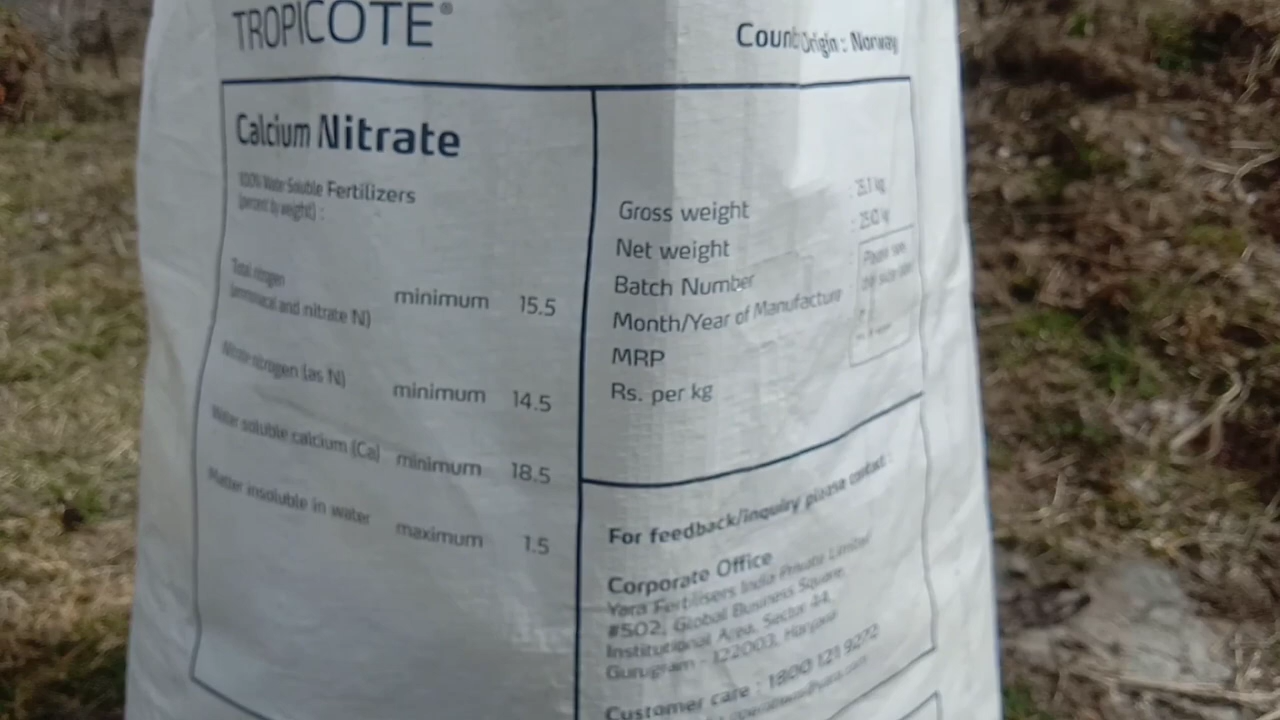 TROPICOTE®
Country Origin : Norway
Calcium Nitrate
100% Water Soluble Fertilizers
(percent by weight) :
Total nitrogen
(ammoniacal and nitrate N) minimum 15.5
Nitrate nitrogen (as N) minimum 14.5
Water soluble calcium (Ca) minimum 18.5
Matter insoluble in water maximum 1.5
Gross weight : 25.1 kg
Net weight : 25.0 kg
Batch Number
Month/Year of Manufacture
MRP
Rs. per kg
Please see
For feedback/inquiry please contact :
Corporate Office
Yara Fertilisers India Private Limited
#502, Global Business Square,
Institutional Area, Sector 44,
Gurugram - 122003, Haryana
Customer care : 1800 121 9272